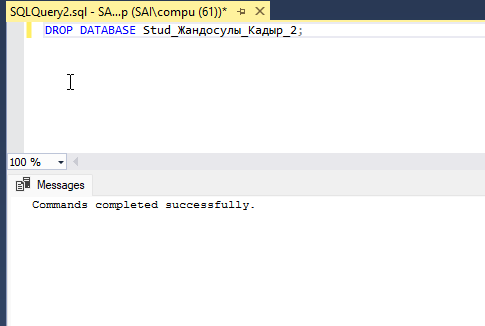 SQLQuery2.sql - SA...p (SAI\compu (61))*
DROP DATABASE Stud_Жандосулы_Кадыр_2;
100 %
Messages
Commands completed successfully.